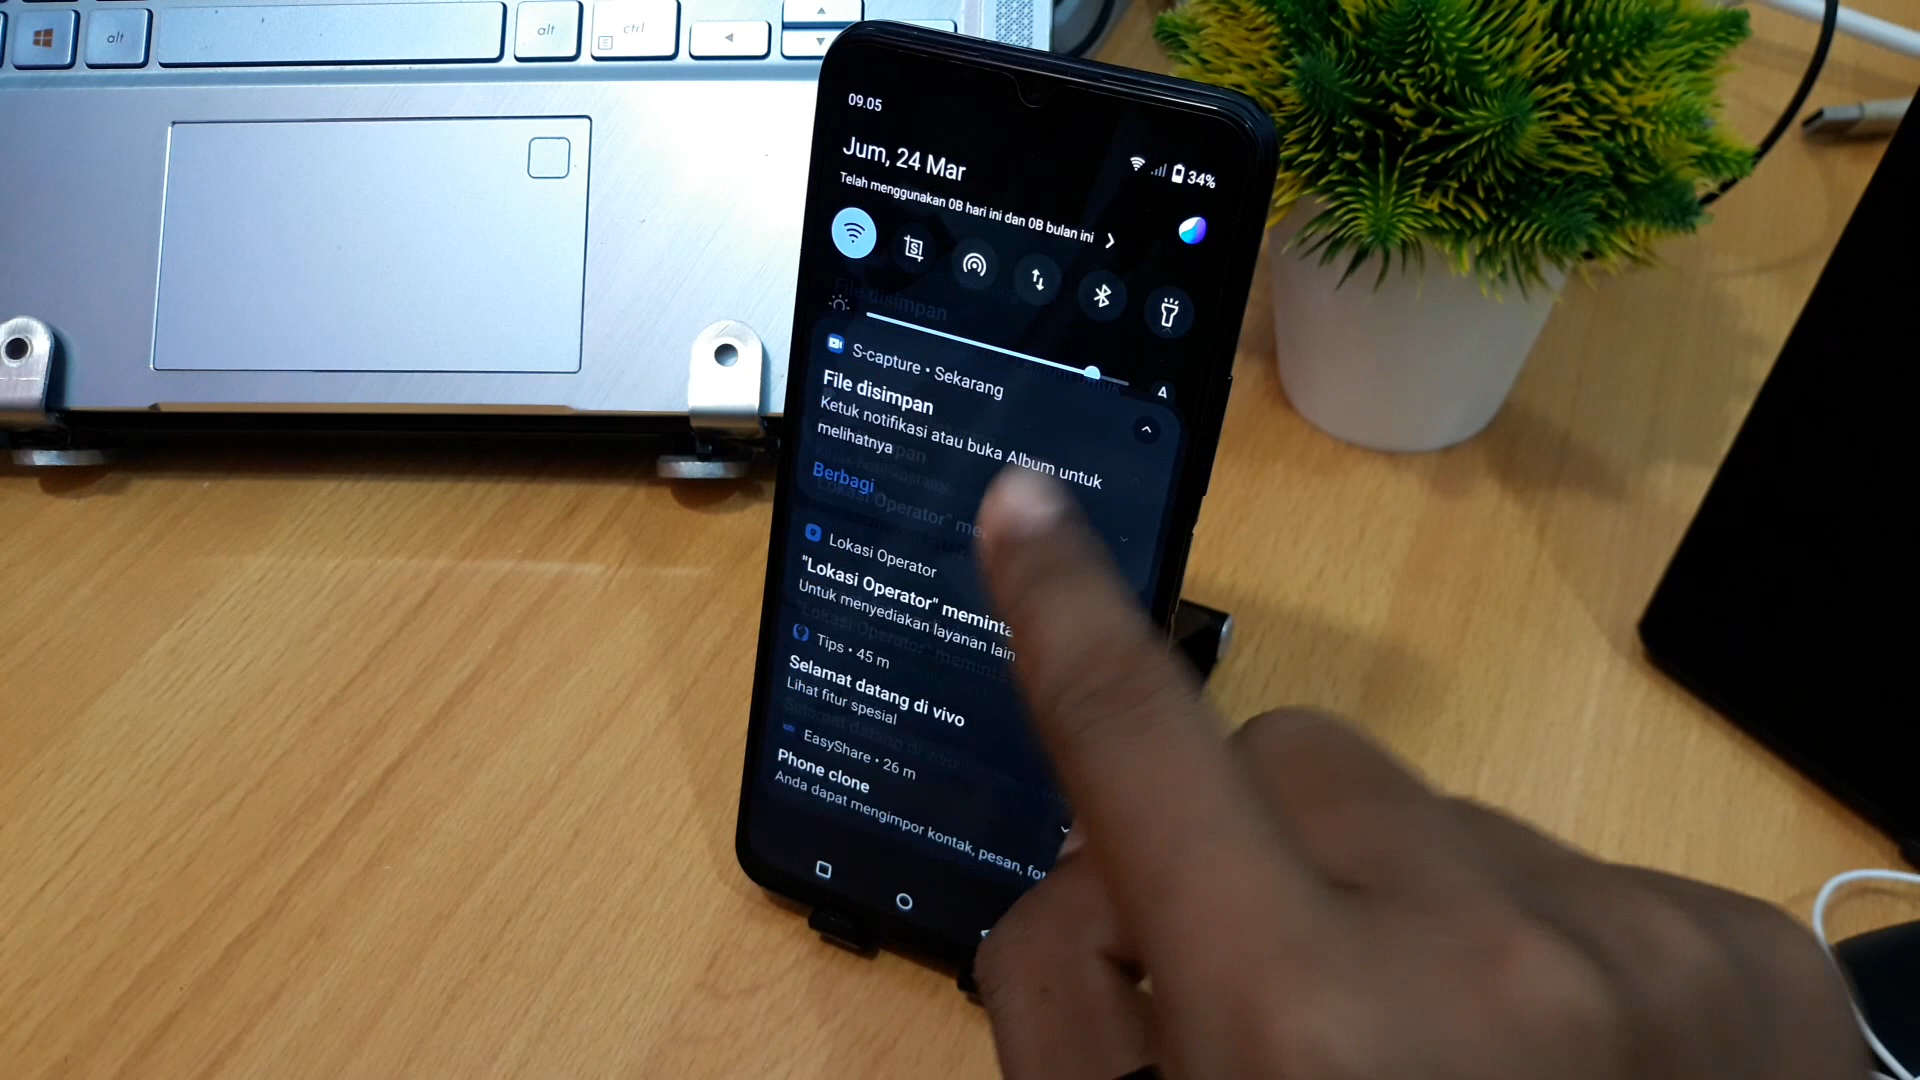 alt
alt
ctrl
09.05
Jum, 24 Mar
34%
Telah menggunakan 0B hari ini dan 0B bulan ini
S-capture • Sekarang
File disimpan
Ketuk notifikasi atau buka Album untuk
melihatnya
Berbagi
Lokasi Operator
"Lokasi Operator" meminta
Untuk menyediakan layanan lain
Tips • 45 m
Selamat datang di vivo
Lihat fitur spesial
EasyShare • 26 m
Phone clone
Anda dapat mengimpor kontak, pesan, fot